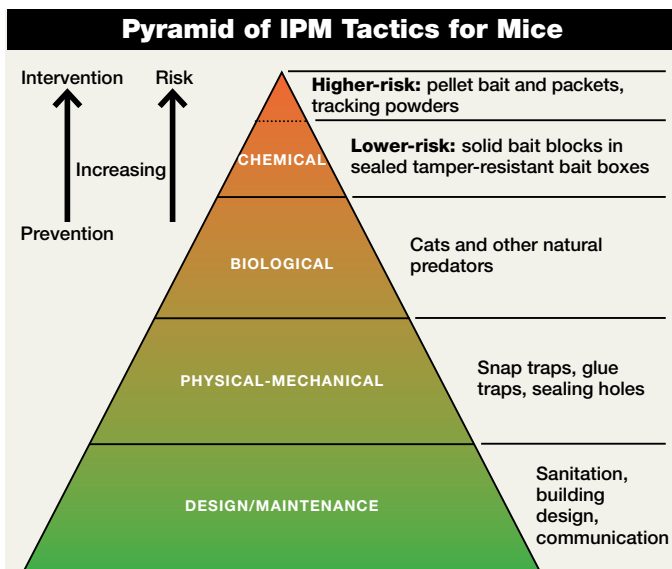 Pyramid of IPM Tactics for Mice
Intervention
Risk
Increasing
Prevention
Higher-risk: pellet bait and packets,
tracking powders
CHEMICAL
Lower-risk: solid bait blocks in
sealed tamper-resistant bait boxes
BIOLOGICAL
Cats and other natural
predators
PHYSICAL-MECHANICAL
Snap traps, glue
traps, sealing holes
DESIGN/MAINTENANCE
Sanitation,
building
design,
communication